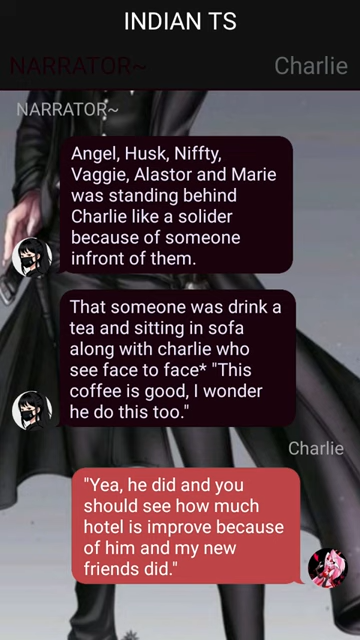 INDIAN TS
NARRATOR~
Charlie
NARRATOR~
Angel, Husk, Niffty,
Vaggie, Alastor and Marie
was standing behind
Charlie like a solider
because of someone
infront of them.
That someone was drink a
tea and sitting in sofa
along with charlie who
see face to face* "This
coffee is good, I wonder
he do this too."
Charlie
"Yea, he did and you
should see how much
hotel is improve because
of him and my new
friends did."